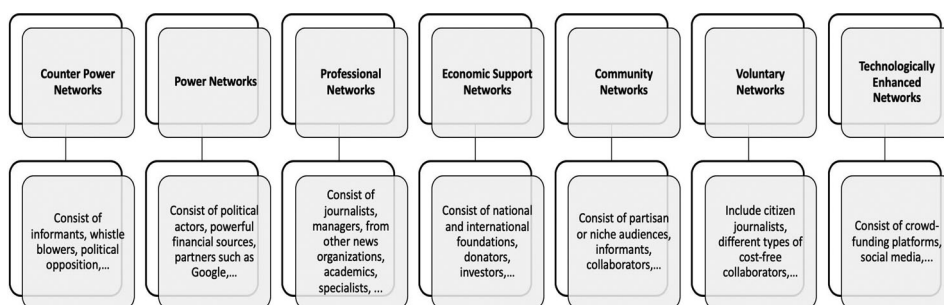 Counter Power
Networks
Power Networks
Professional
Networks
Economic Support
Networks
Community
Networks
Voluntary
Networks
Technologically
Enhanced
Networks
Consist of
informants, whistle
blowers, political
opposition,...
Consist of political
actors, powerful
financial sources,
partners such as
Google,...
Consist of
journalists,
managers, from
other news
organizations,
academics,
specialists, ...
Consist of national
and international
foundations,
donators,
investors,...
Consist of partisan
or niche audiences,
informants,
collaborators,...
Include citizen
journalists,
different types of
cost-free
collaborators,...
Consist of crowd-
funding platforms,
social media,...